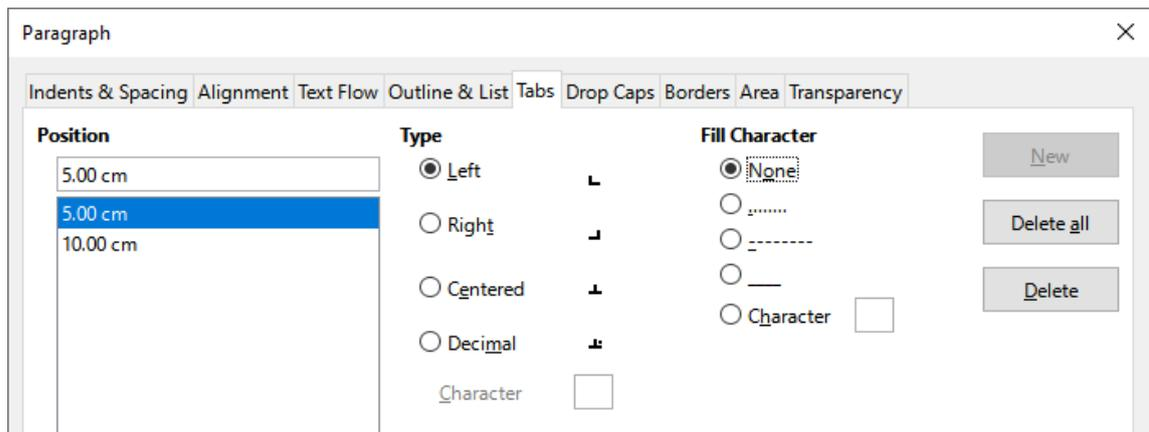 Paragraph
Indents & Spacing Alignment Text Flow Outline & List Tabs Drop Caps Borders Area Transparency
Position
5.00 cm
5.00 cm
10.00 cm
Type
Left
Right
Centered
Decimal
Character
Fill Character
None
........
--------
____
Character
New
Delete all
Delete